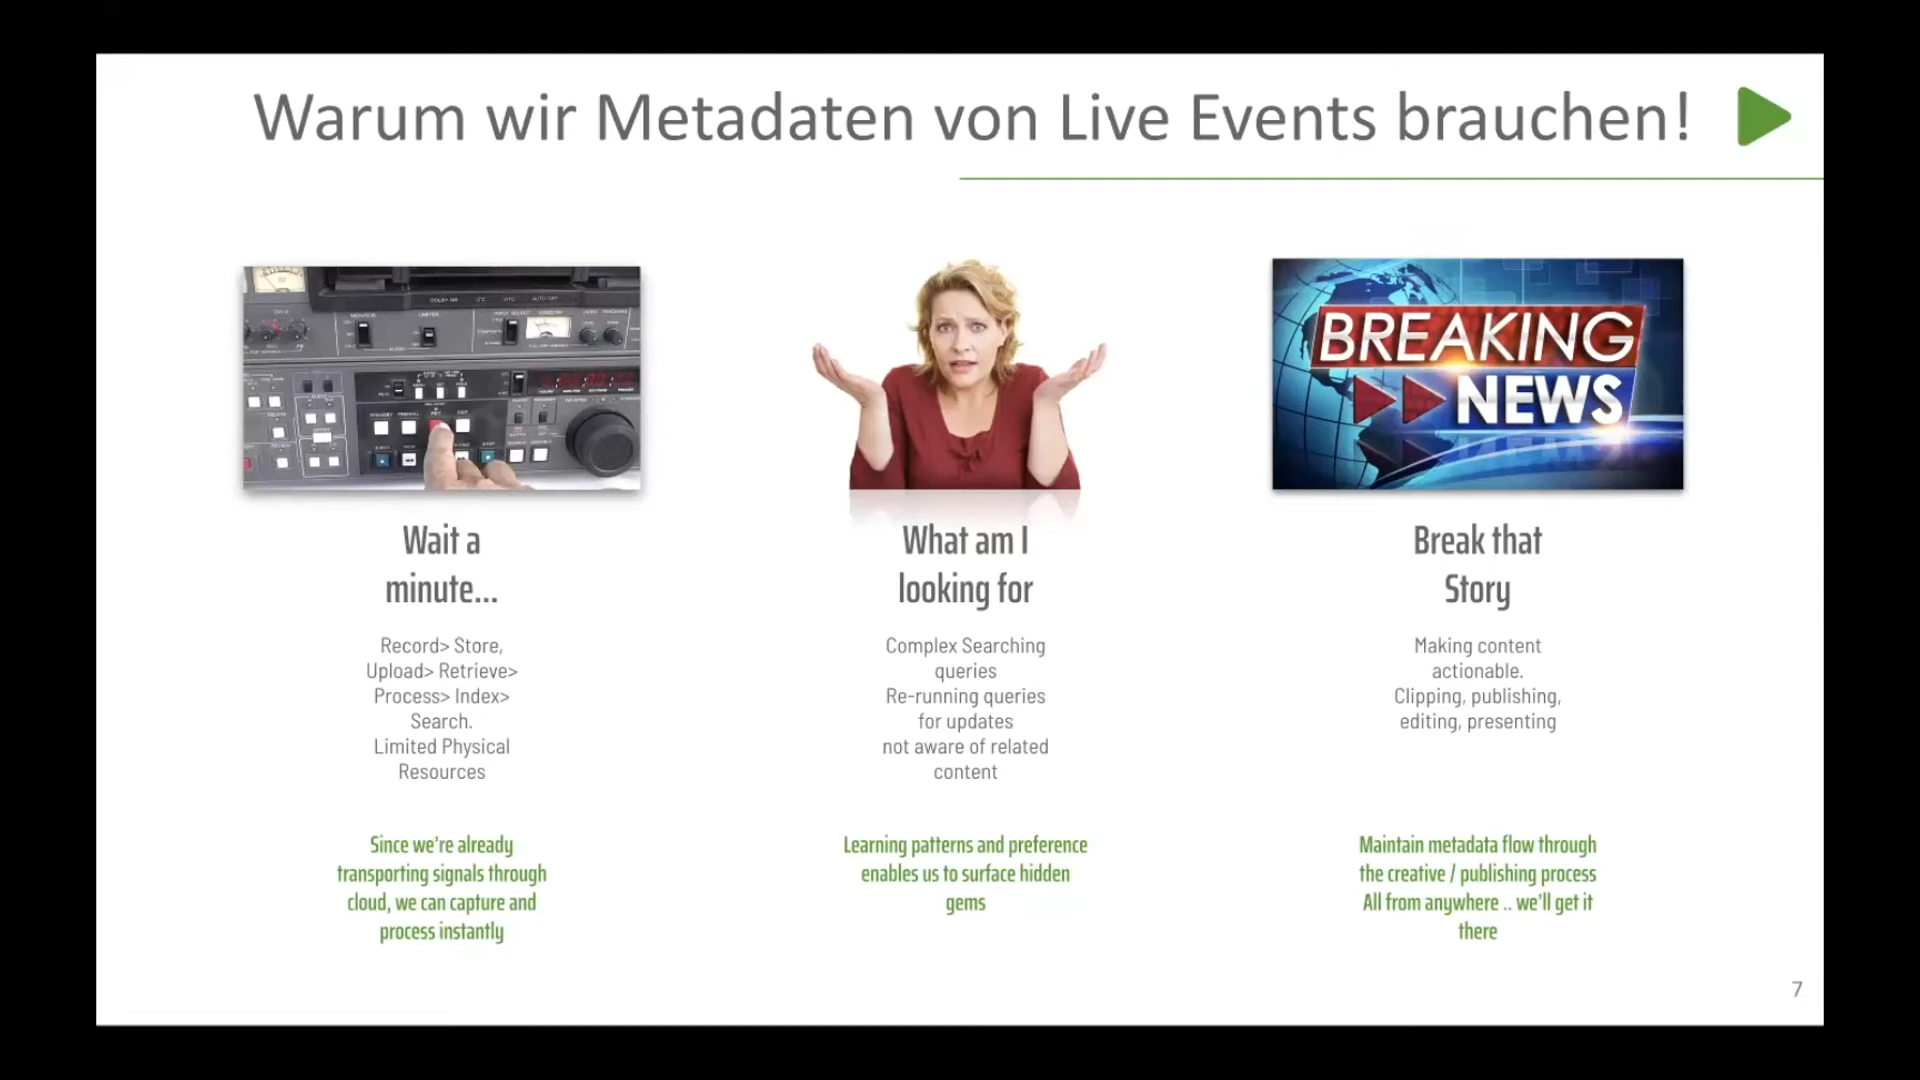 Warum wir Metadaten von Live Events brauchen!
BREAKING
NEWS
Wait a
minute...
Record> Store,
Upload> Retrieve>
Process> Index>
Search.
Limited Physical
Resources
Since we're already
transporting signals through
cloud, we can capture and
process instantly
What am I
looking for
Complex Searching
queries
Re-running queries
for updates
not aware of related
content
Learning patterns and preference
enables us to surface hidden
gems
Break that
Story
Making content
actionable.
Clipping, publishing,
editing, presenting
Maintain metadata flow through
the creative / publishing process
All from anywhere .. we'll get it
there
7